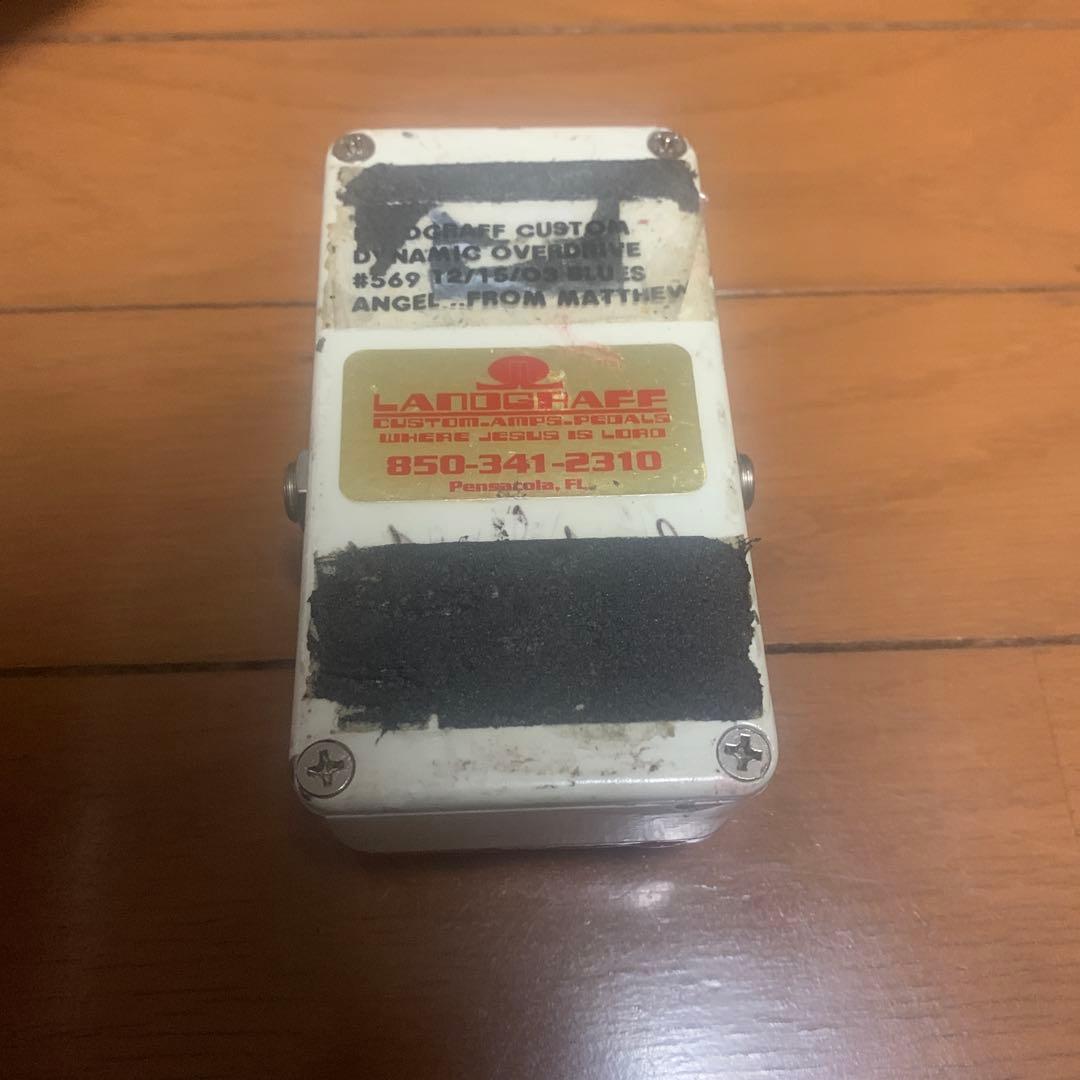 CUSTOM
DYNAMIC OVERDRIVE
#569 12/15/03 BLUES
ANGEL...FROM MATTHEW
LANDGRAFF
CUSTOM-AMPS-PEDALS
WHERE JESUS IS LORD
850-341-2310
Pensacola, FL.